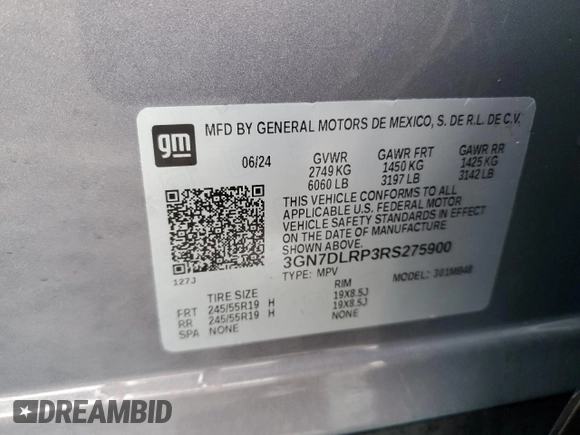 gm
MFD BY GENERAL MOTORS DE MEXICO, S. DE R.L. DE C.V.
06/24 GVWR GAWR FRT GAWR RR
2749 KG 1450 KG 1425 KG
6060 LB 3197 LB 3142 LB
THIS VEHICLE CONFORMS TO ALL
APPLICABLE U.S. FEDERAL MOTOR
VEHICLE SAFETY STANDARDS IN EFFECT
ON THE DATE OF MANUFACTURE
SHOWN ABOVE.
3GN7DLRP3RS275900
127J TYPE: MPV MODEL: 301MB48
TIRE SIZE RIM
FRT 245/55R19 H 19X8.5J
RR 245/55R19 H 19X8.5J
SPA NONE NONE
DREAMBID